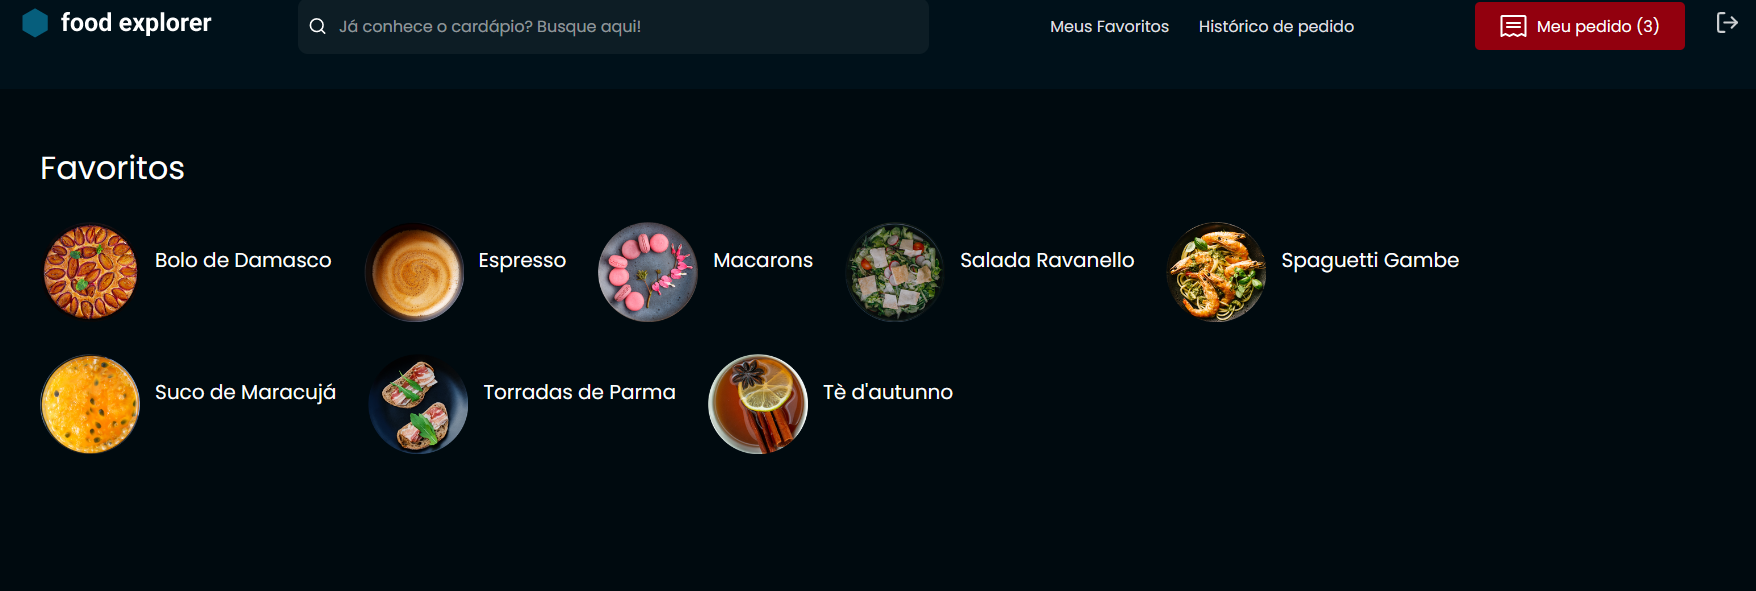 food explorer
Já conhece o cardápio? Busque aqui!
Meus Favoritos
Histórico de pedido
Meu pedido (3)
Favoritos
Bolo de Damasco
Espresso
Macarons
Salada Ravanello
Spaguetti Gambe
Suco de Maracujá
Torradas de Parma
Tè d'autunno